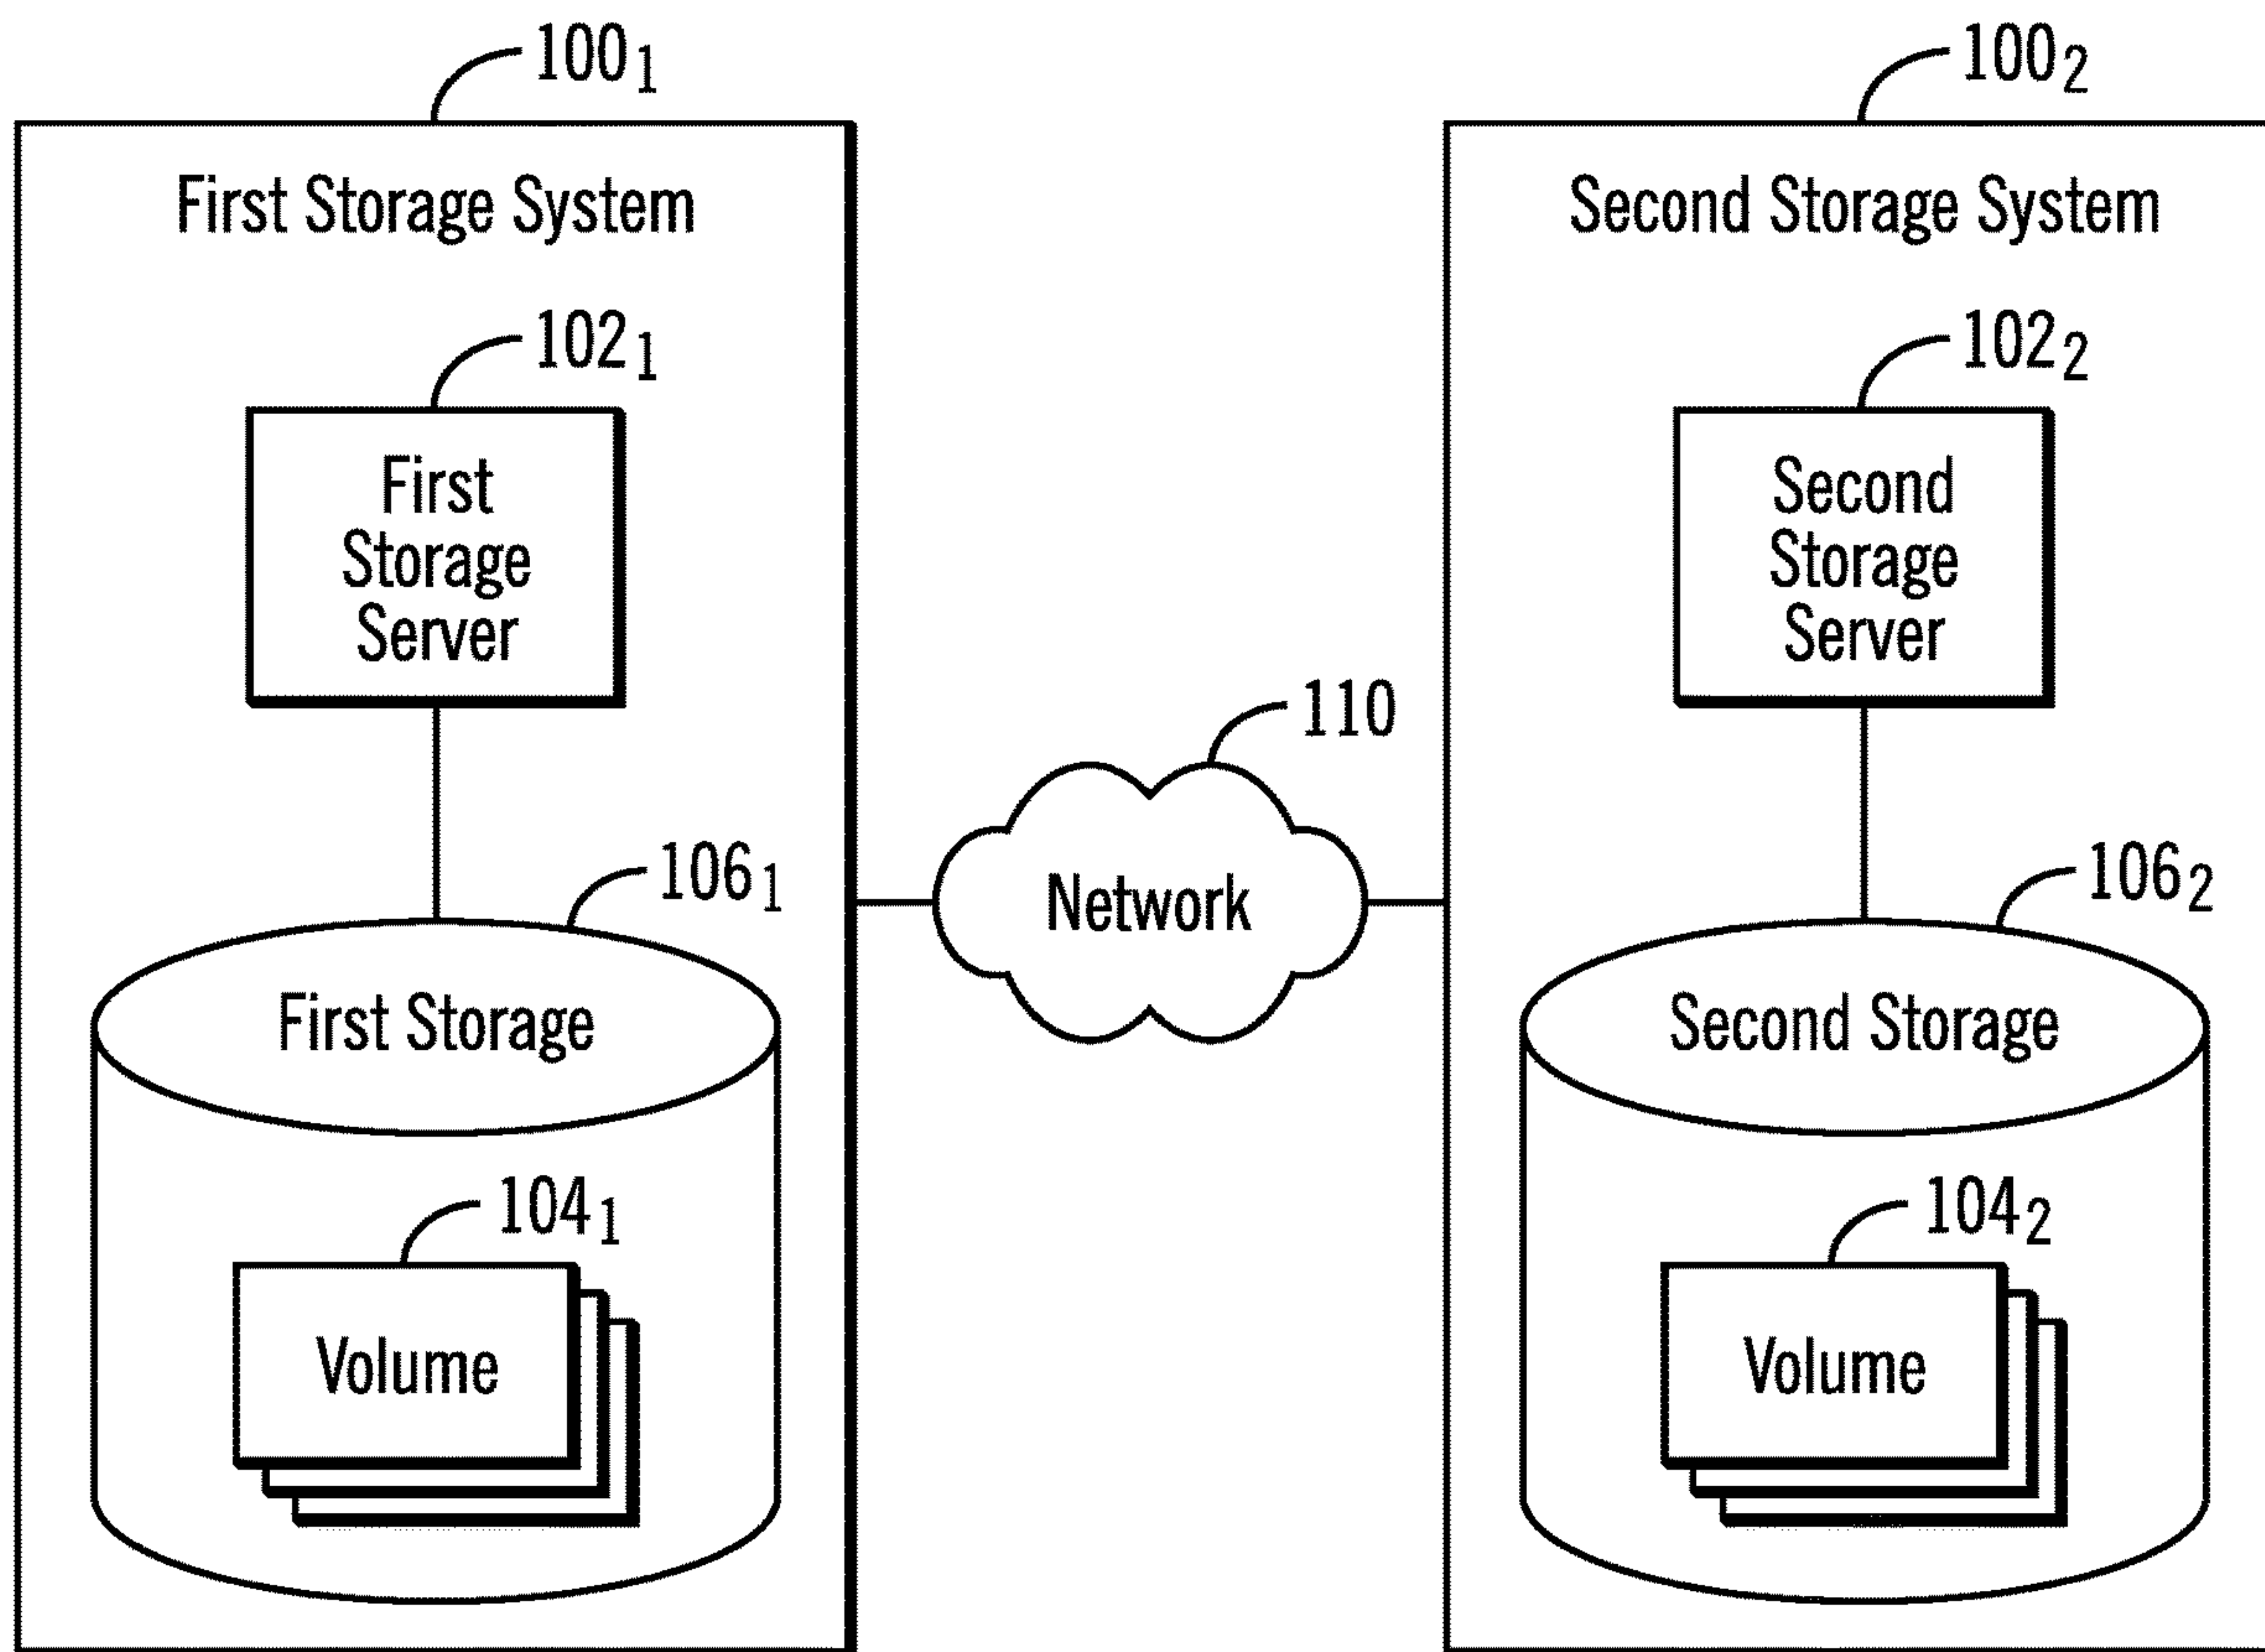 100₁
First Storage System
102₁
First
Storage
Server
106₁
First Storage
104₁
Volume
110
Network
100₂
Second Storage System
102₂
Second
Storage
Server
106₂
Second Storage
104₂
Volume